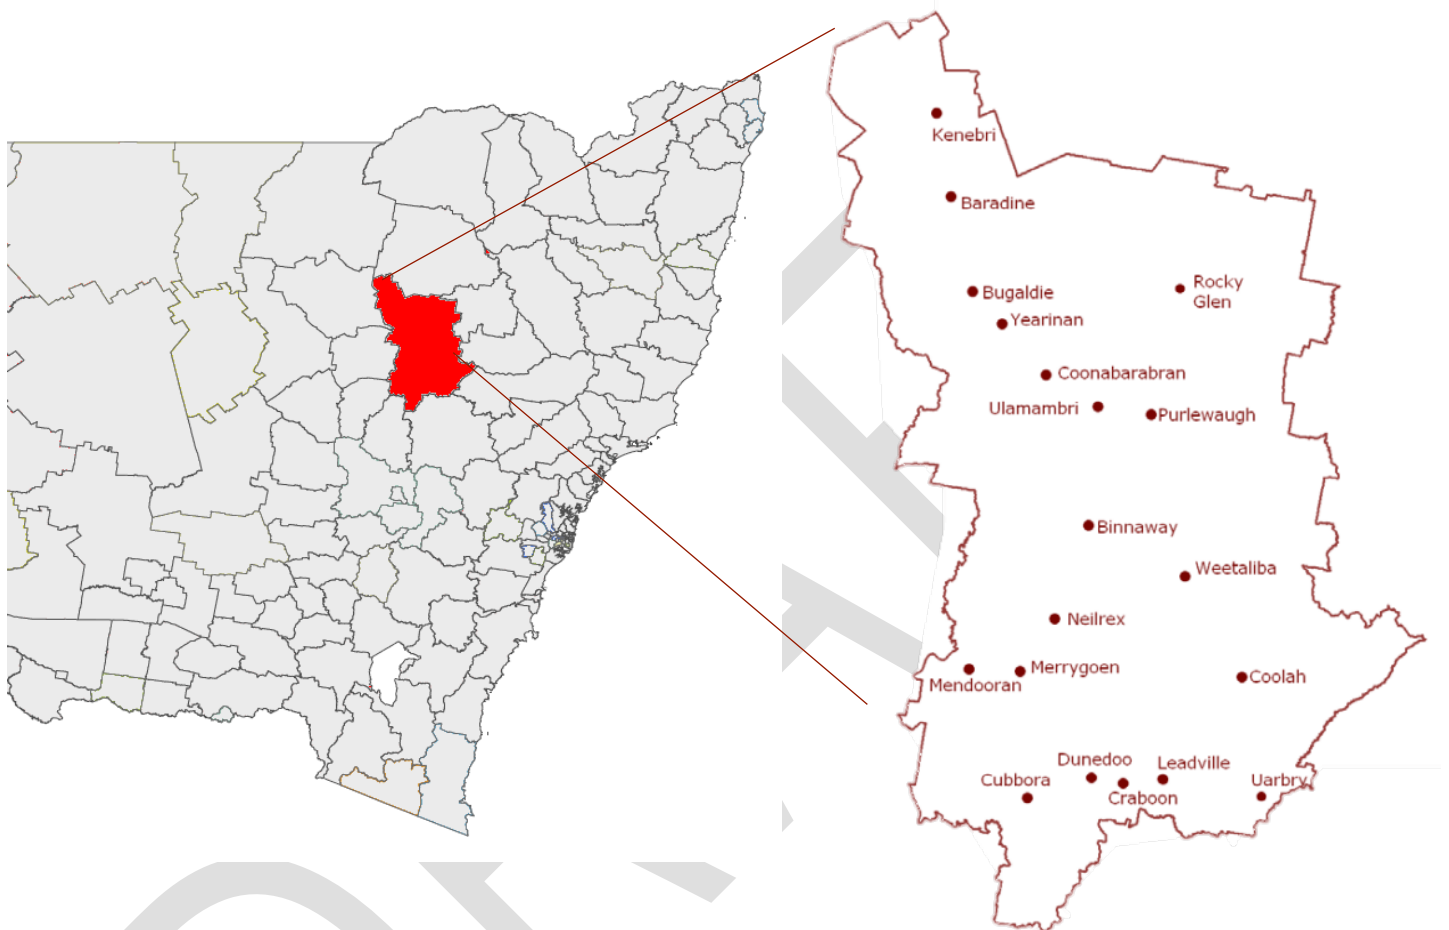 Kenebri
Baradine
Bugaldie
Rocky
Glen
Yearinan
Coonabarabran
Ulamambri
Purlewaugh
Binnaway
Weetaliba
Neilrex
Merrygoen
Mendooran
Coolah
Dunedoo
Leadville
Cubbora
Craboon
Uarbry